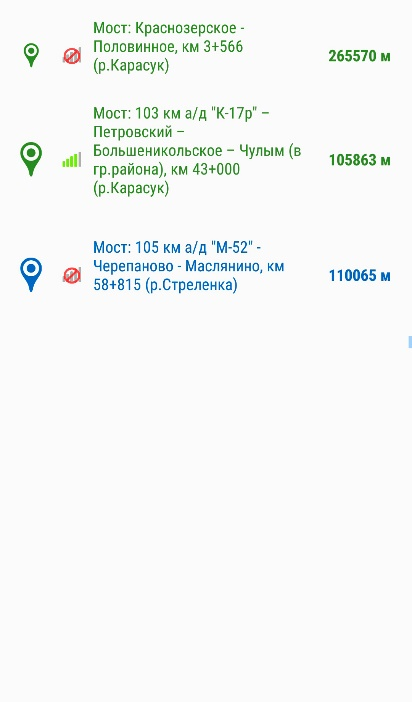 Мост: Краснозерское -
Половинное, км 3+566
(р.Карасук)
265570 м
Мост: 103 км а/д "К-17р" –
Петровский –
Большеникольское – Чулым (в
гр.района), км 43+000
(р.Карасук)
105863 м
Мост: 105 км а/д "М-52" -
Черепаново - Маслянино, км
58+815 (р.Стреленка)
110065 м